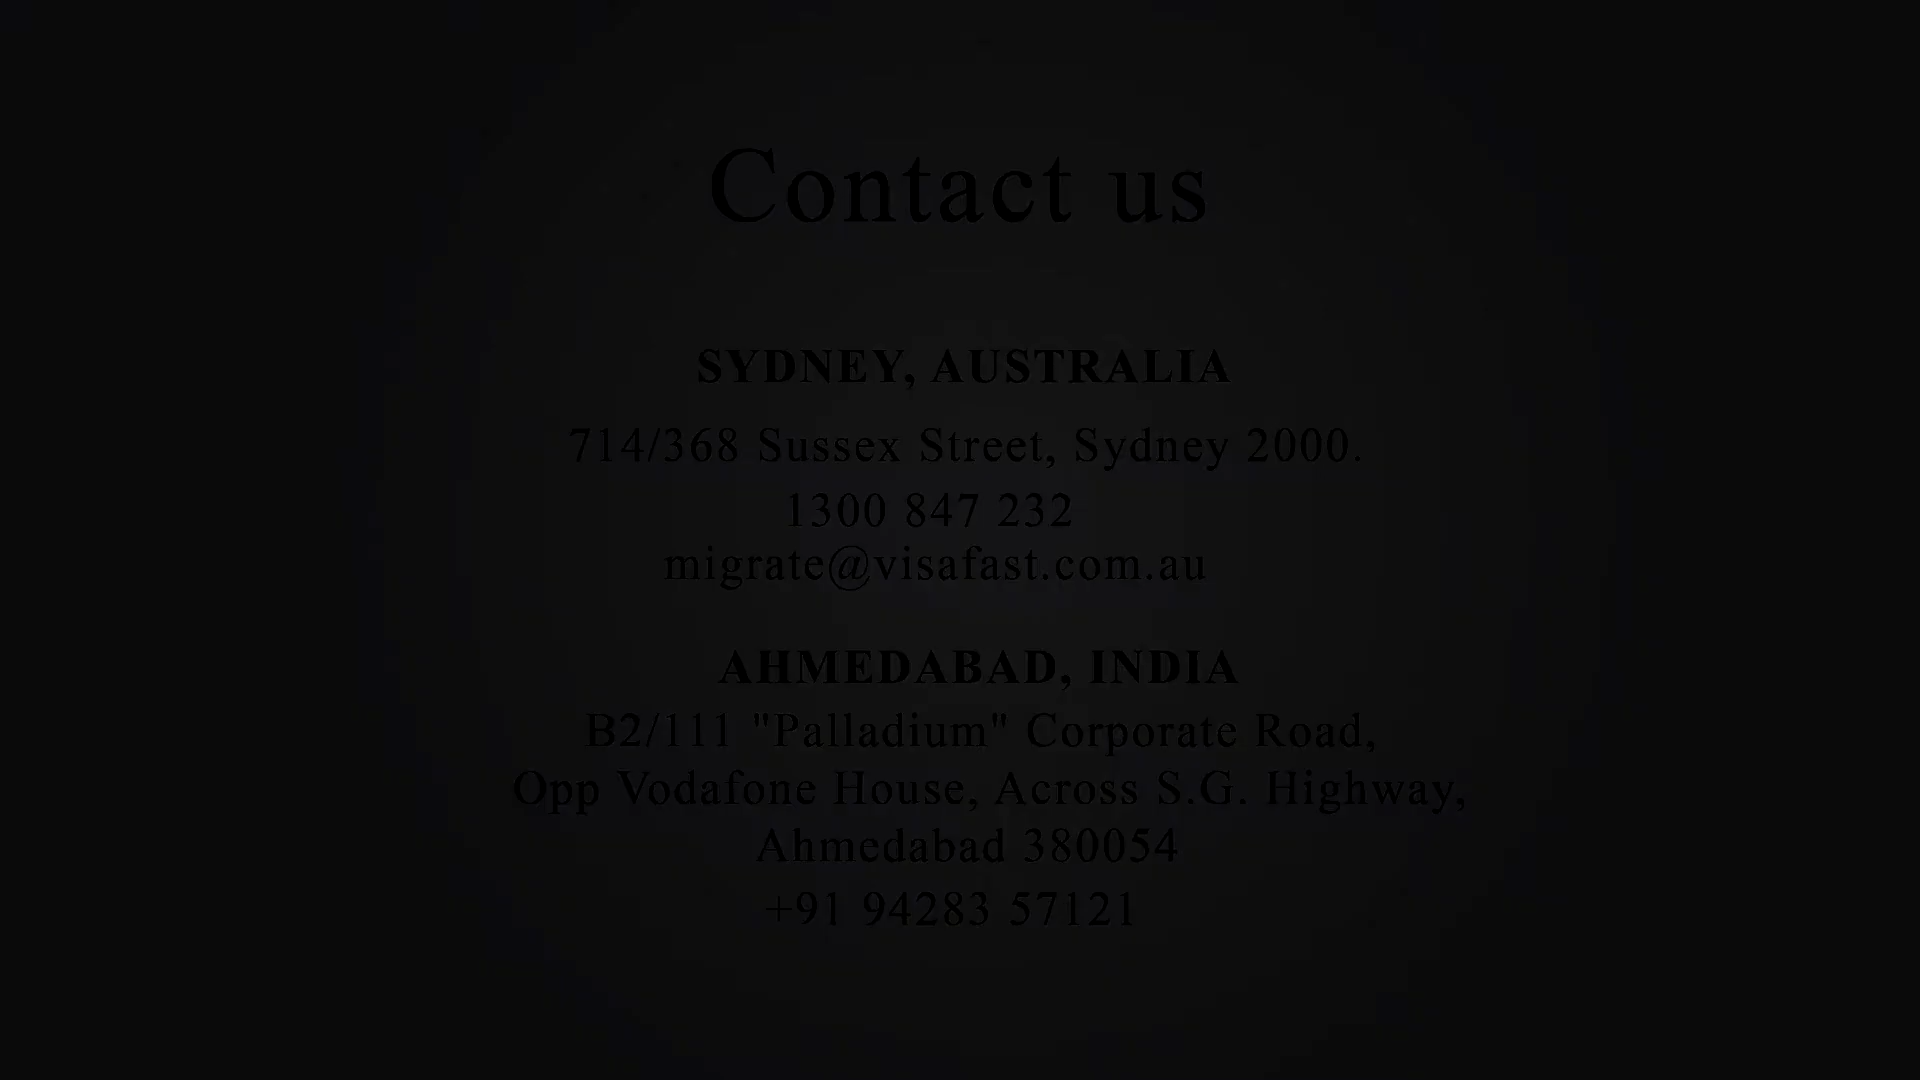 Contact us
SYDNEY, AUSTRALIA
714/368 Sussex Street, Sydney 2000.
1300 847 232
migrate@visafast.com.au
AHMEDABAD, INDIA
B2/111 "Palladium" Corporate Road,
Opp Vodafone House, Across S.G. Highway,
Ahmedabad 380054
+91 94283 57121